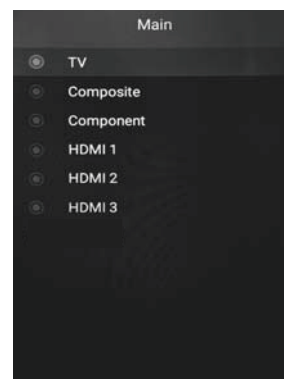 Main
TV
Composite
Component
HDMI 1
HDMI 2
HDMI 3